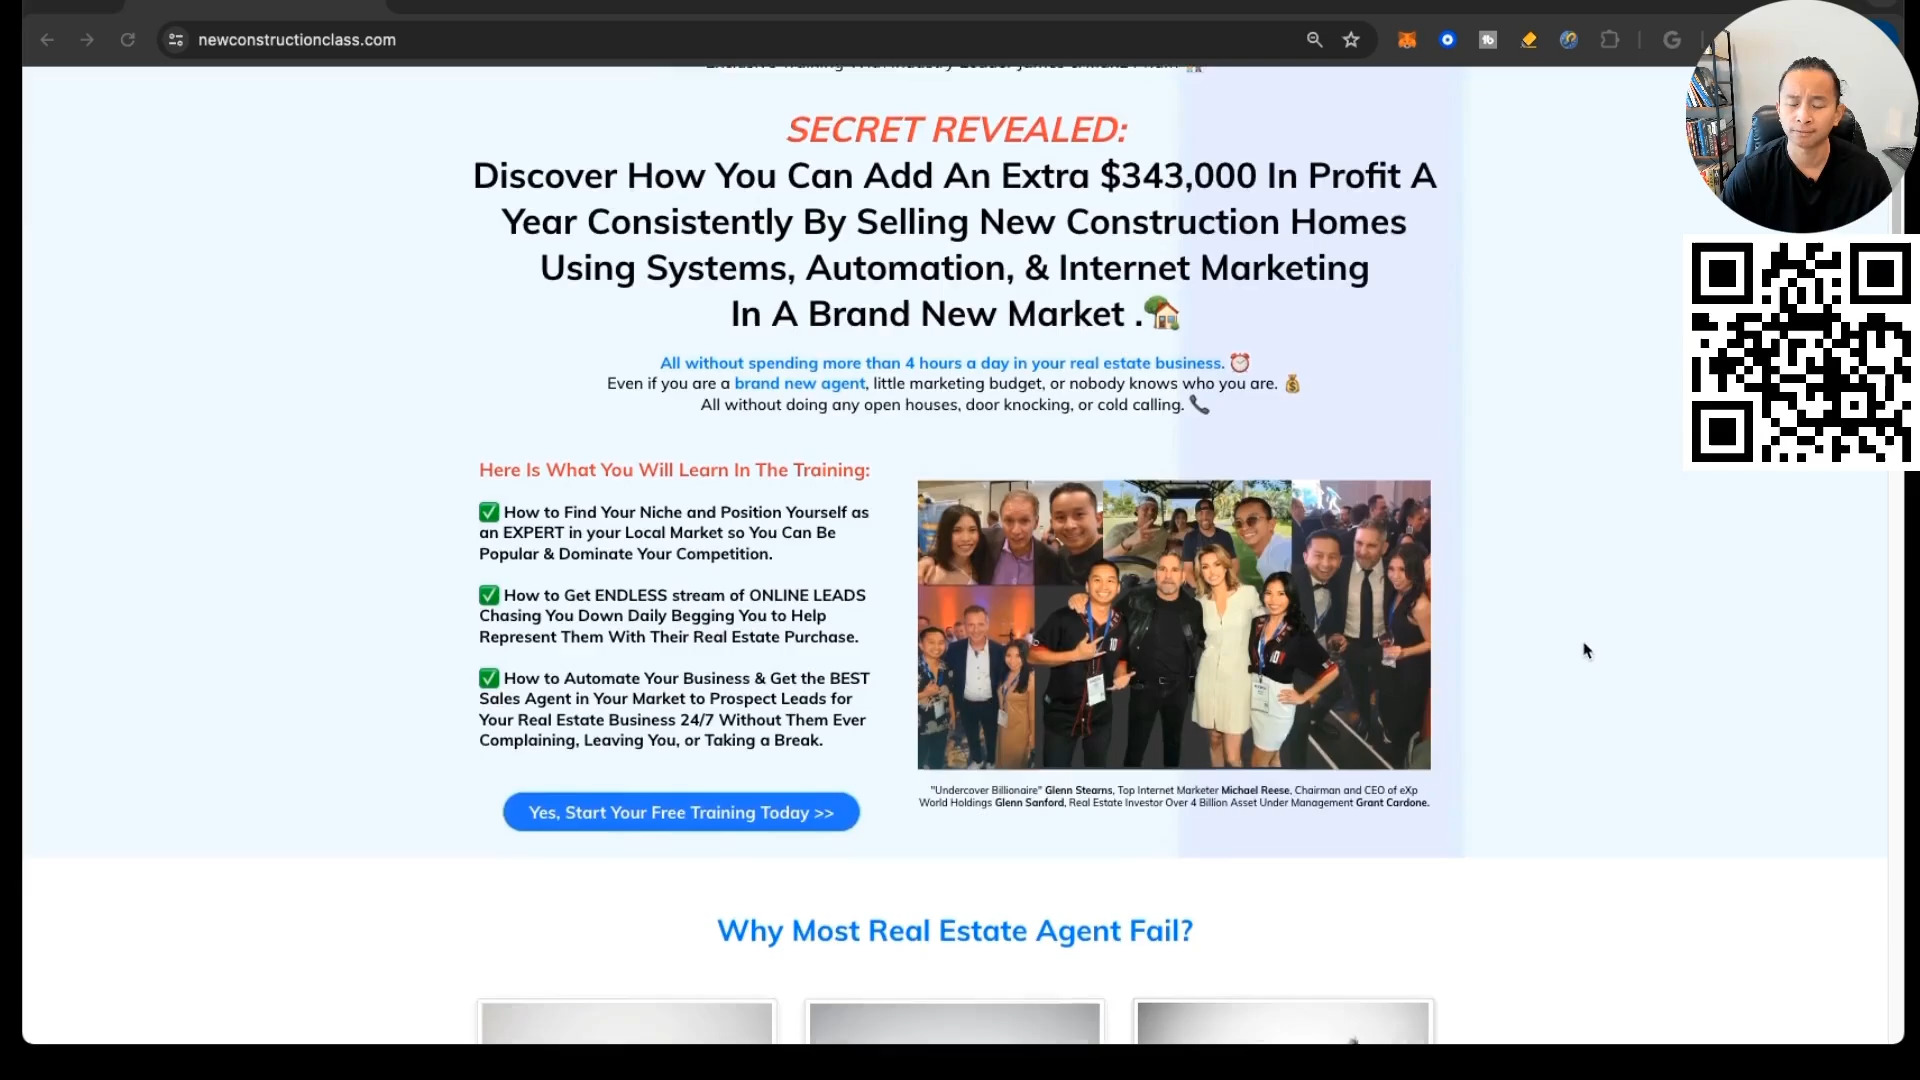 newconstructionclass.com
SECRET REVEALED:
Discover How You Can Add An Extra $343,000 In Profit A
Year Consistently By Selling New Construction Homes
Using Systems, Automation, & Internet Marketing
In A Brand New Market .
All without spending more than 4 hours a day in your real estate business.
Even if you are a brand new agent, little marketing budget, or nobody knows who you are.
All without doing any open houses, door knocking, or cold calling.
Here Is What You Will Learn In The Training:
How to Find Your Niche and Position Yourself as
an EXPERT in your Local Market so You Can Be
Popular & Dominate Your Competition.
How to Get ENDLESS stream of ONLINE LEADS
Chasing You Down Daily Begging You to Help
Represent Them With Their Real Estate Purchase.
How to Automate Your Business & Get the BEST
Sales Agent in Your Market to Prospect Leads for
Your Real Estate Business 24/7 Without Them Ever
Complaining, Leaving You, or Taking a Break.
Yes, Start Your Free Training Today >>
"Undercover Billionaire" Glenn Stearns, Top Internet Marketer Michael Reese, Chairman and CEO of eXp
World Holdings Glenn Sanford, Real Estate Investor Over 4 Billion Asset Under Management Grant Cardone.
Why Most Real Estate Agent Fail?